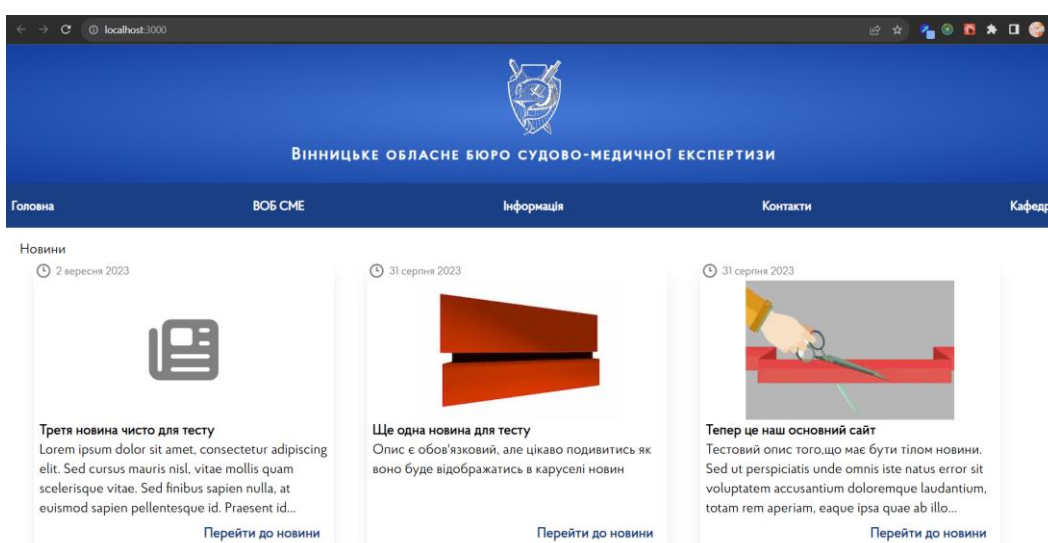 localhost:3000
Вінницьке обласне бюро судово-медичної експертизи
Головна ВОБ СМЕ Інформація Контакти
Новини
2 вересня 2023
Третя новина чисто для тесту
Lorem ipsum dolor sit amet, consectetur adipiscing
elit. Sed cursus mauris nisl, vitae mollis quam
scelerisque vitae. Sed finibus sapien nulla, at
euismod sapien pellentesque id. Praesent id...
Перейти до новини
31 серпня 2023
Ще одна новина для тесту
Опис є обов'язковий, але цікаво подивитись як
воно буде відображатись в каруселі новин
Перейти до новини
31 серпня 2023
Тепер це наш основний сайт
Тестовий опис того,що має бути тілом новини.
Sed ut perspiciatis unde omnis iste natus error sit
voluptatem accusantium doloremque laudantium,
totam rem aperiam, eaque ipsa quae ab illo...
Перейти до новини